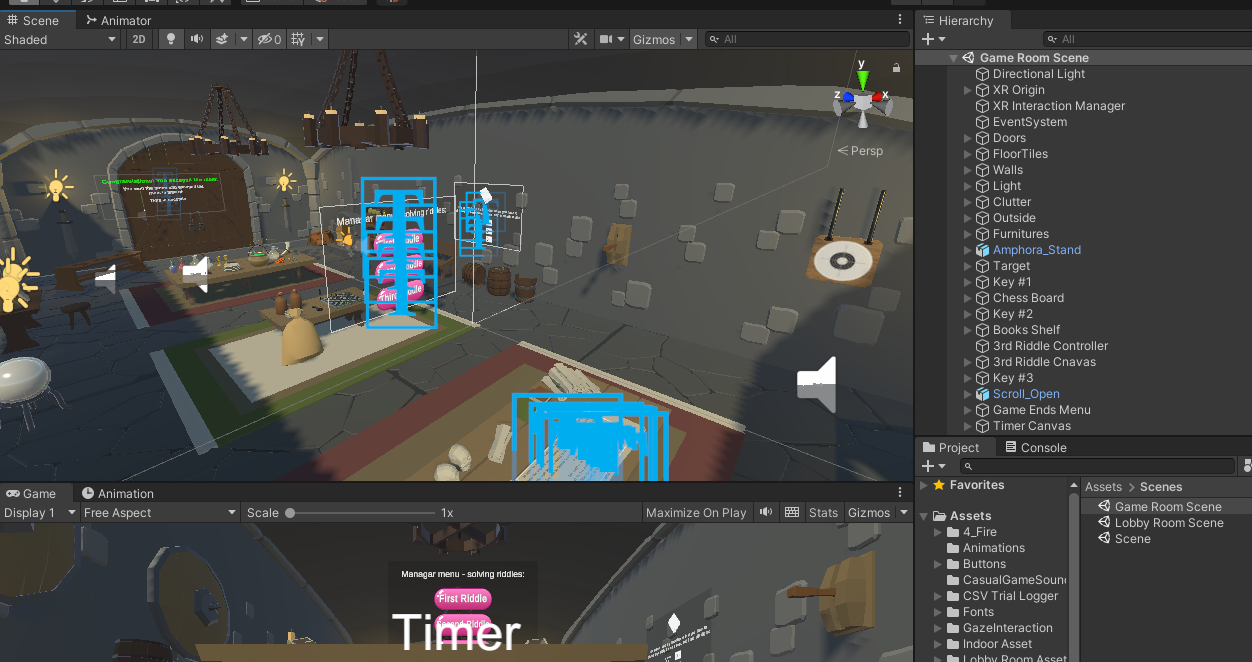 Scene
Animator
Shaded
2D
0
Gizmos
All
y
z
x
Persp
Managar menu - solving riddles:
Third Riddle
Hierarchy
All
Game Room Scene
Directional Light
XR Origin
XR Interaction Manager
EventSystem
Doors
FloorTiles
Walls
Light
Clutter
Outside
Furnitures
Amphora_Stand
Target
Key #1
Chess Board
Key #2
Books Shelf
3rd Riddle Controller
3rd Riddle Cnavas
Key #3
Scroll_Open
Game Ends Menu
Timer Canvas
Game
Animation
Display 1
Free Aspect
Scale
1x
Maximize On Play
Stats
Gizmos
Managar menu - solving riddles:
First Riddle
Second Riddle
Timer
Project
Console
Favorites
Assets
4_Fire
Animations
Buttons
CasualGameSoun
CSV Trial Logger
Fonts
GazeInteraction
Indoor Asset
Lobby Room Asset
Assets > Scenes
Game Room Scene
Lobby Room Scene
Scene